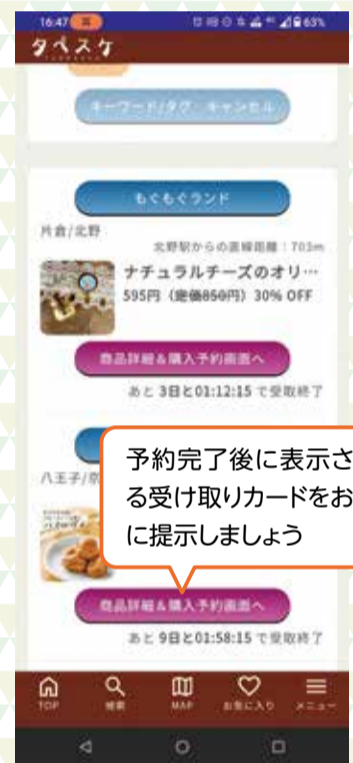 16:47
63%
タベスケ
キーワード/タグ キャンセル
もぐもぐランド
片倉/北野
北野駅からの直線距離:703m
ナチュラルチーズのオリ…
595円(定価850円)30% OFF
商品詳細&購入予約画面へ
あと 3日と01:12:15 で受取終了
八王子/京
予約完了後に表示さ
る受け取りカードをお
に提示しましょう
商品詳細&購入予約画面へ
あと 9日と01:58:15 で受取終了
TOP
検索
MAP
お気に入り
メニュー